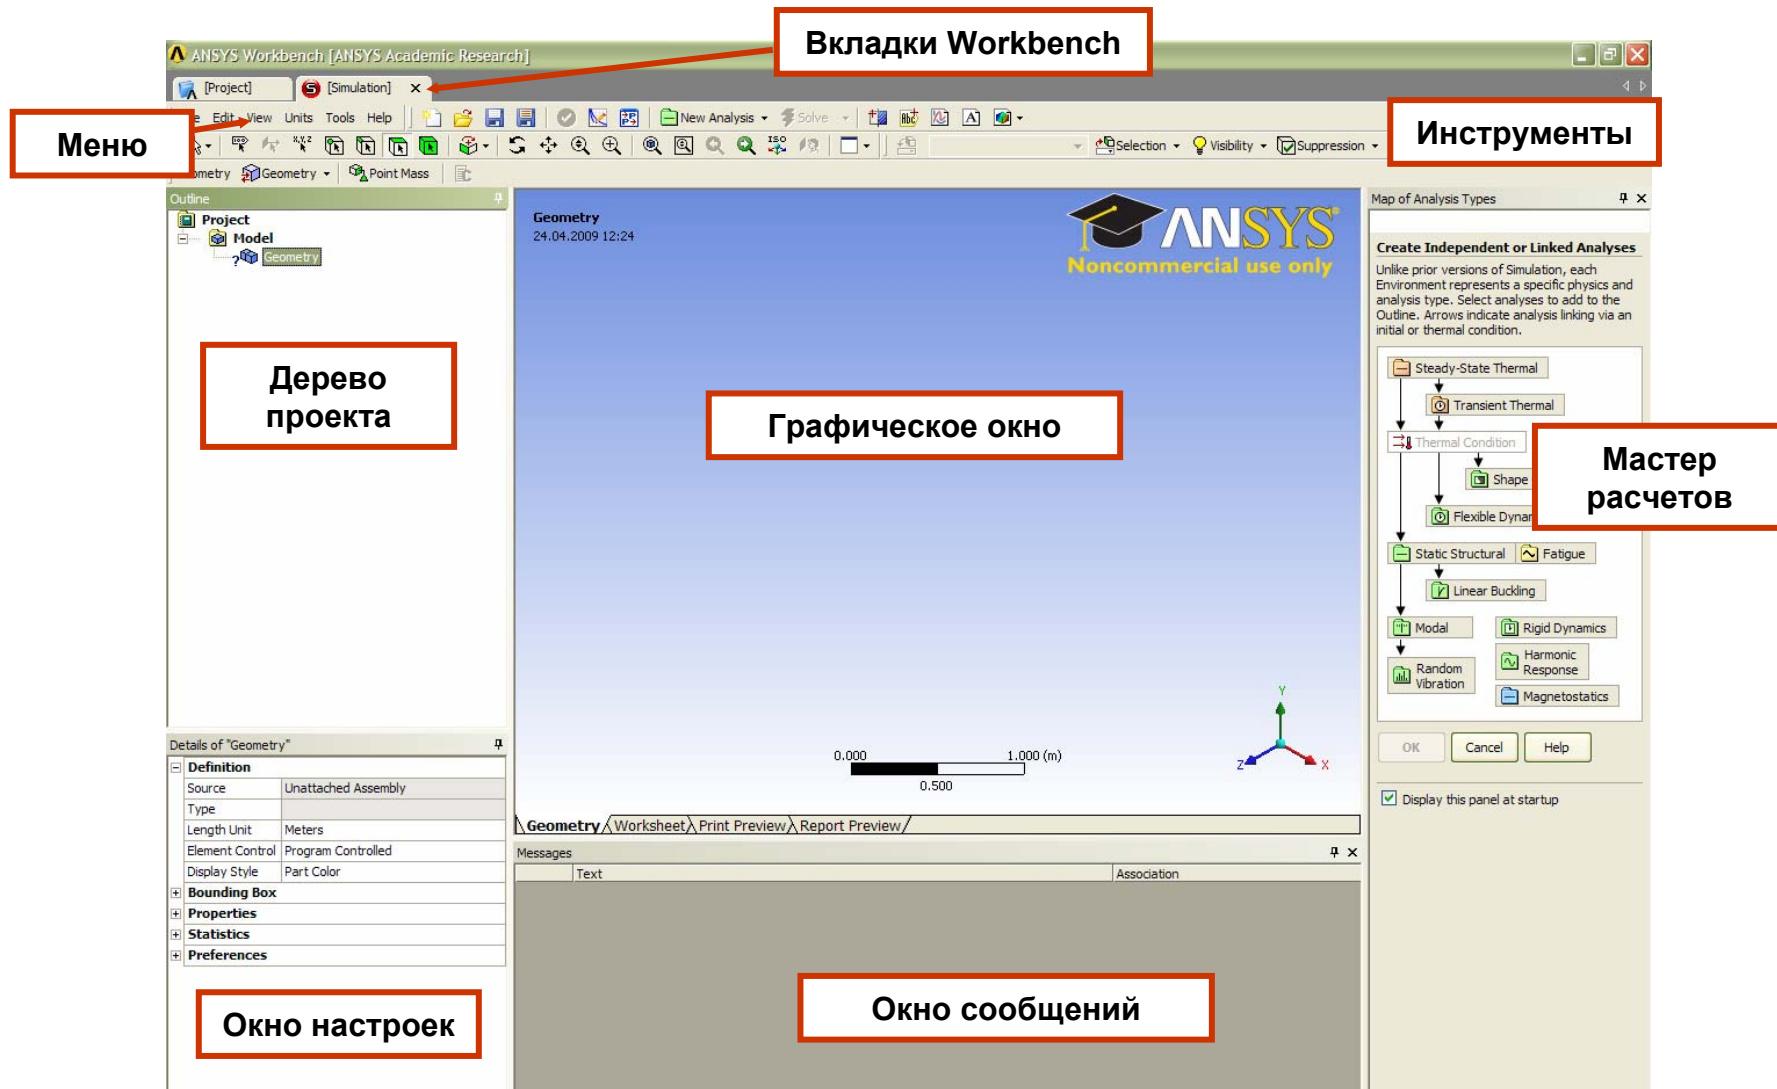 Вкладки Workbench
ANSYS Workbench [ANSYS Academic Research]
[Project] [Simulation]
Меню
Edit View Units Tools Help New Analysis Solve
Инструменты
Selection Visibility Suppression
Geometry Point Mass
Outline
Project
Model
Geometry
Дерево
проекта
Geometry
24.04.2009 12:24
ANSYS
Noncommercial use only
Графическое окно
0.000 1.000 (m)
0.500
Y
Z X
Geometry Worksheet Print Preview Report Preview
Map of Analysis Types
Create Independent or Linked Analyses
Unlike prior versions of Simulation, each
Environment represents a specific physics and
analysis type. Select analyses to add to the
Outline. Arrows indicate analysis linking via an
initial or thermal condition.
Steady-State Thermal
Transient Thermal
Thermal Condition
Shape
Flexible
Мастер
расчетов
Static Structural Fatigue
Linear Buckling
Modal Rigid Dynamics
Random
Vibration
Harmonic
Response
Magnetostatics
OK Cancel Help
Display this panel at startup
Details of "Geometry"
Definition
Source Unattached Assembly
Type
Length Unit Meters
Element Control Program Controlled
Display Style Part Color
Bounding Box
Properties
Statistics
Preferences
Окно настроек
Messages
Text Association
Окно сообщений